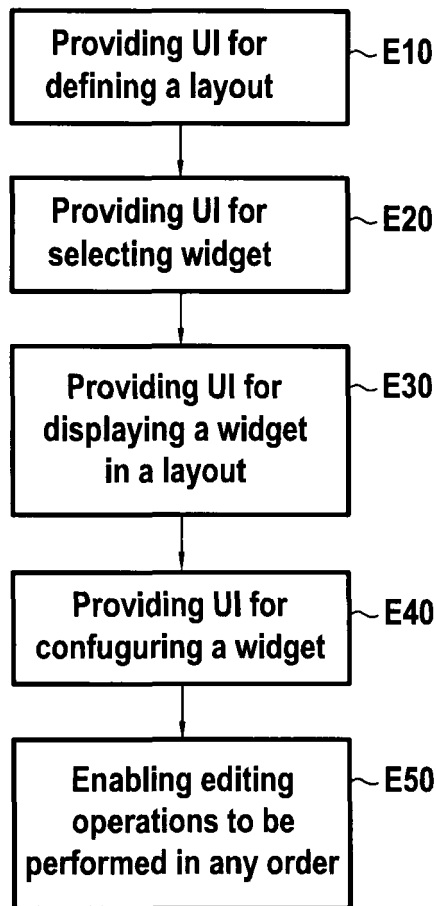 Providing UI for
defining a layout
E10
Providing UI for
selecting widget
E20
Providing UI for
displaying a widget
in a layout
E30
Providing UI for
confuguring a widget
E40
Enabling editing
operations to be
performed in any order
E50